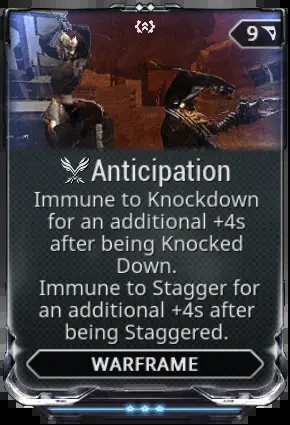 9
Anticipation
Immune to Knockdown
for an additional +4s
after being Knocked
Down.
Immune to Stagger for
an additional +4s after
being Staggered.
WARFRAME